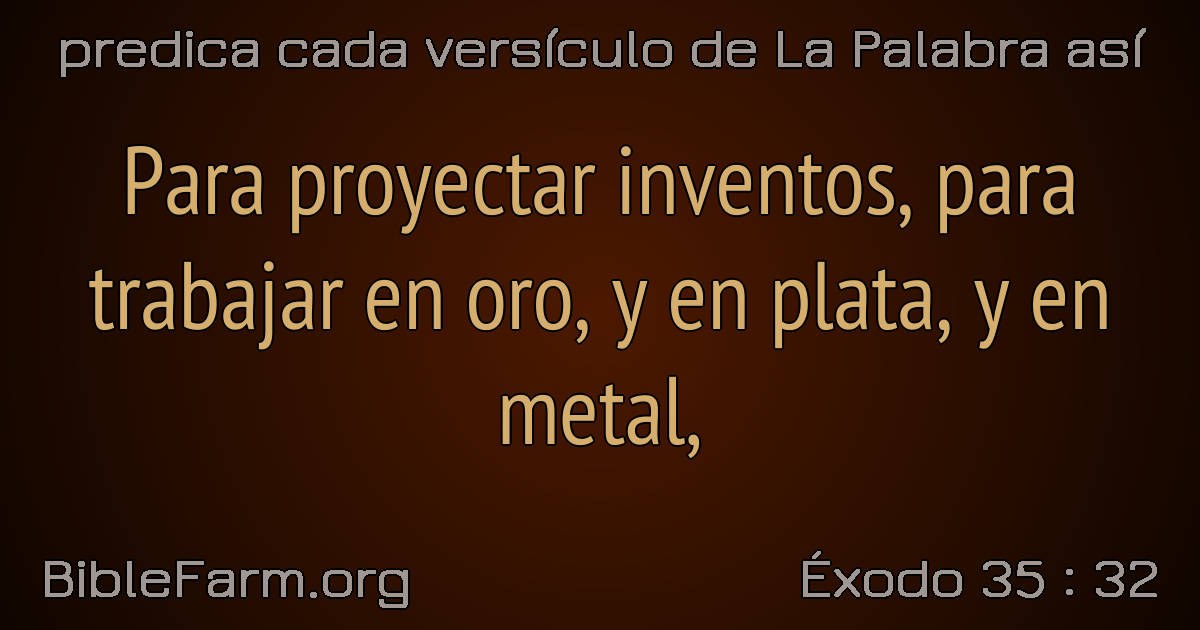 predica cada versículo de La Palabra así
Para proyectar inventos, para
trabajar en oro, y en plata, y en
metal,
BibleFarm.org
Éxodo 35 : 32